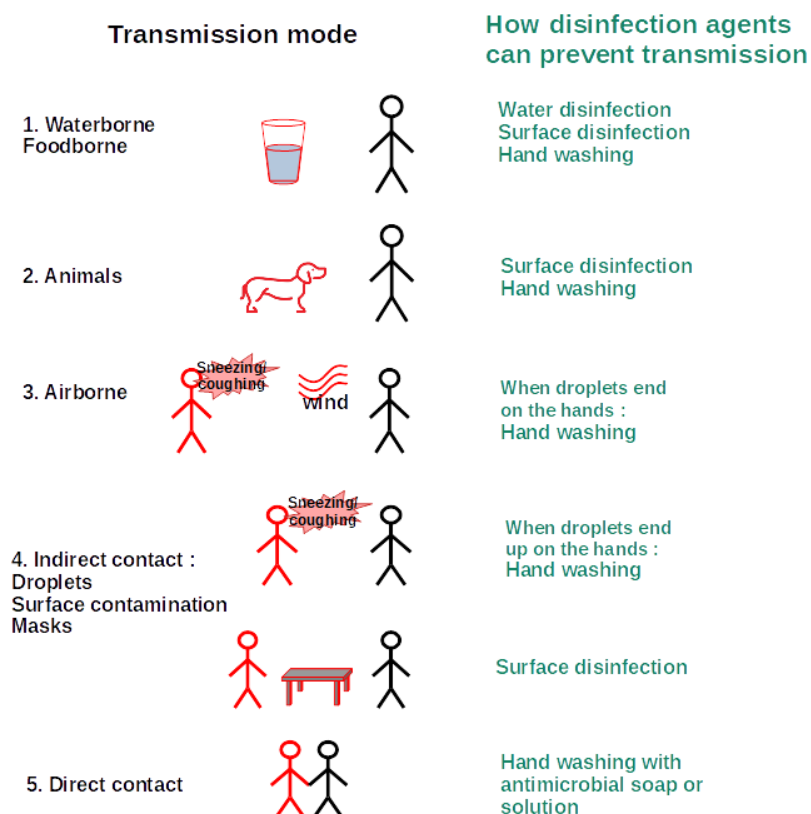 Transmission mode
How disinfection agents
can prevent transmission
1. Waterborne
Foodborne
Water disinfection
Surface disinfection
Hand washing
2. Animals
Surface disinfection
Hand washing
3. Airborne
Sneezing/
coughing
wind
When droplets end
on the hands :
Hand washing
4. Indirect contact :
Droplets
Surface contamination
Masks
Sneezing/
coughing
When droplets end
up on the hands :
Hand washing
Surface disinfection
5. Direct contact
Hand washing with
antimicrobial soap or
solution